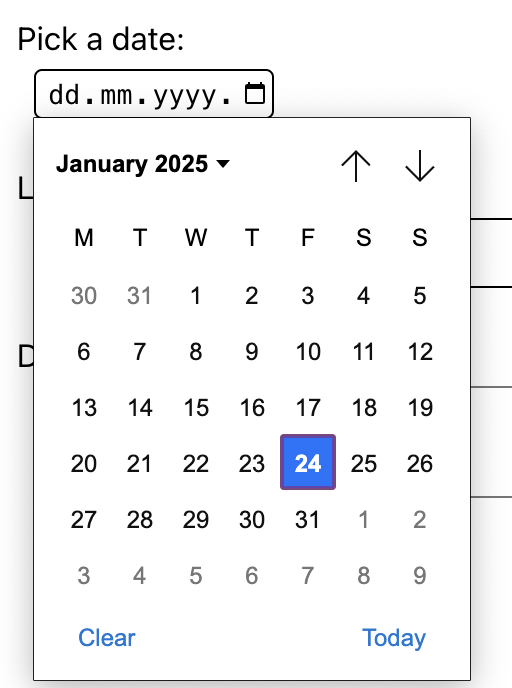 Pick a date:
dd.mm.yyyy.
L
January 2025
M T W T F S S
30 31 1 2 3 4 5
6 7 8 9 10 11 12
D
13 14 15 16 17 18 19
20 21 22 23 24 25 26
27 28 29 30 31 1 2
3 4 5 6 7 8 9
Clear Today